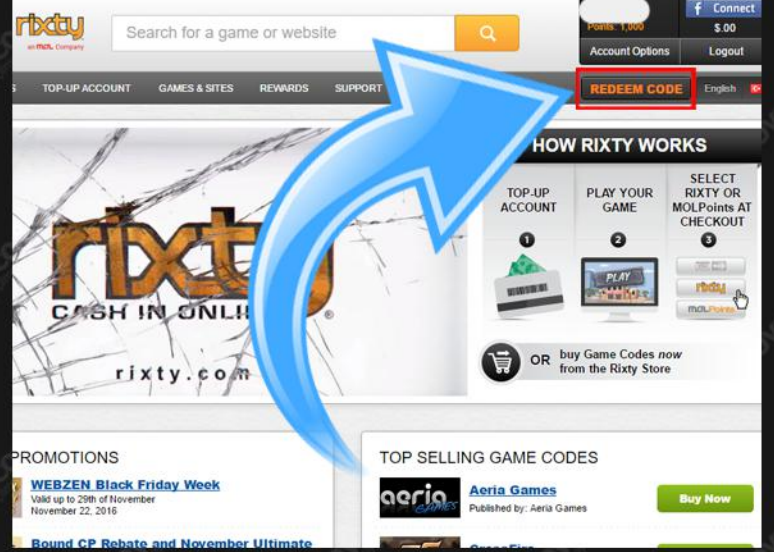 rixty
an MOL Company
Search for a game or website
Points: 1,000
f Connect
$.00
Account Options
Logout
TOP-UP ACCOUNT
GAMES & SITES
REWARDS
SUPPORT
REDEEM CODE
English
rixty
CASH IN ONLI
®
rixty.com
HOW RIXTY WORKS
TOP-UP
ACCOUNT
1
PLAY YOUR
GAME
2
PLAY
SELECT
RIXTY OR
MOLPoints AT
CHECKOUT
3
rixty
MOLPoints
OR buy Game Codes now
from the Rixty Store
PROMOTIONS
WEBZEN Black Friday Week
Valid up to 29th of November
November 22, 2016
Bound CP Rebate and November Ultimate
TOP SELLING GAME CODES
aeria
GAMES
Aeria Games
Published by: Aeria Games
Buy Now
CrossFire